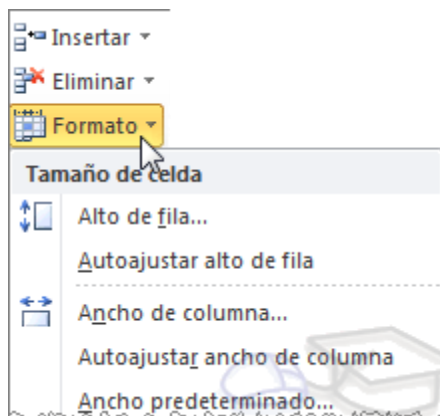 Insertar
Eliminar
Formato
Tamaño de celda
Alto de fila...
Autoajustar alto de fila
Ancho de columna...
Autoajustar ancho de columna
Ancho predeterminado...